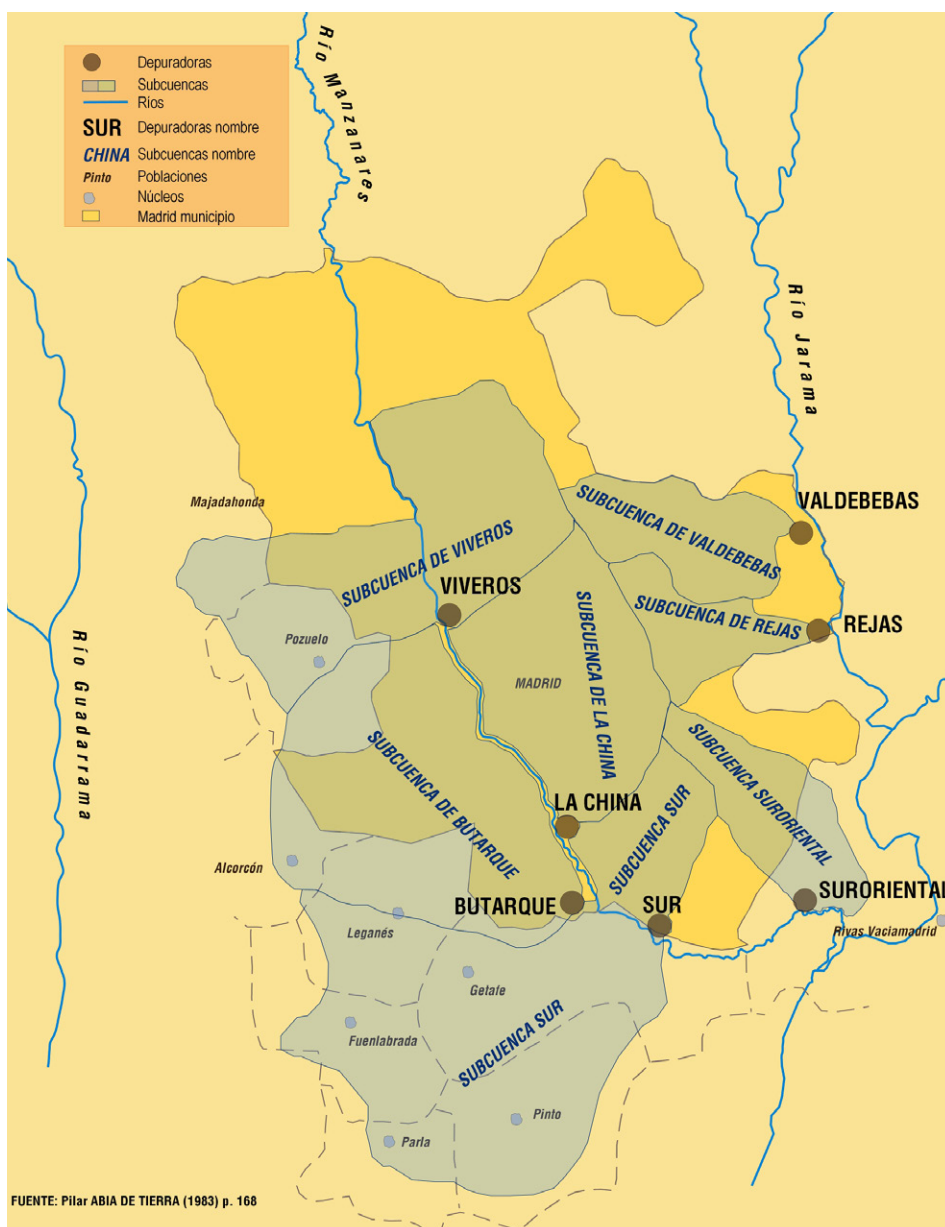 Depuradoras
Subcuencas
Ríos
SUR Depuradoras nombre
CHINA Subcuencas nombre
Pinto Poblaciones
Núcleos
Madrid municipio
Río Manzanares
Río Jarama
Río Guadarrama
Majadahonda
VALDEBEBAS
SUBCUENCA DE VALDEBEBAS
SUBCUENCA DE VIVEROS
VIVEROS
SUBCUENCA DE REJAS
REJAS
Pozuelo
MADRID
SUBCUENCA DE LA CHINA
SUBCUENCA DE BÚTARQUE
SUBCUENCA SURORIENTAL
SUBCUENCA SUR
LA CHINA
Alcorcón
BUTARQUE
SUR
SURORIENTAL
Leganés
Rivas Vaciamadrid
Getafe
Fuenlabrada
SUBCUENCA SUR
Pinto
Parla
FUENTE: Pilar ABIA DE TIERRA (1983) p. 168